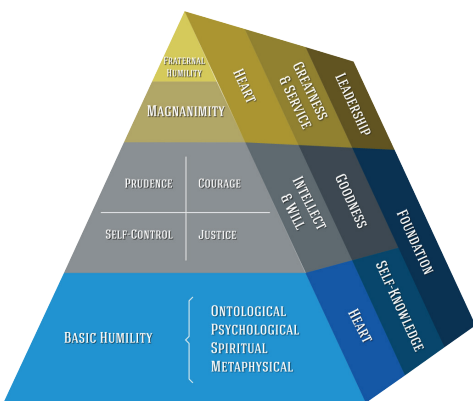 Fraternal
Humility
Magnanimity
Prudence
Courage
Self-Control
Justice
Basic Humility
Ontological
Psychological
Spiritual
Metaphysical
Heart
Greatness
& Service
Leadership
Intellect
& Will
Goodness
Foundation
Heart
Self-Knowledge